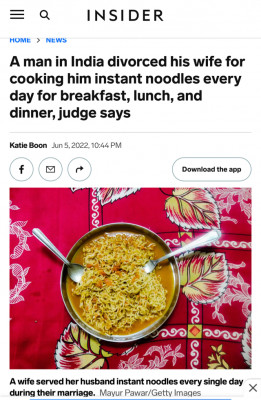 INSIDER
HOME > NEWS
A man in India divorced his wife for
cooking him instant noodles every
day for breakfast, lunch, and
dinner, judge says
Katie Boon Jun 5, 2022, 10:44 PM
Download the app
A wife served her husband instant noodles every single day
during their marriage. Mayur Pawar/Getty Images